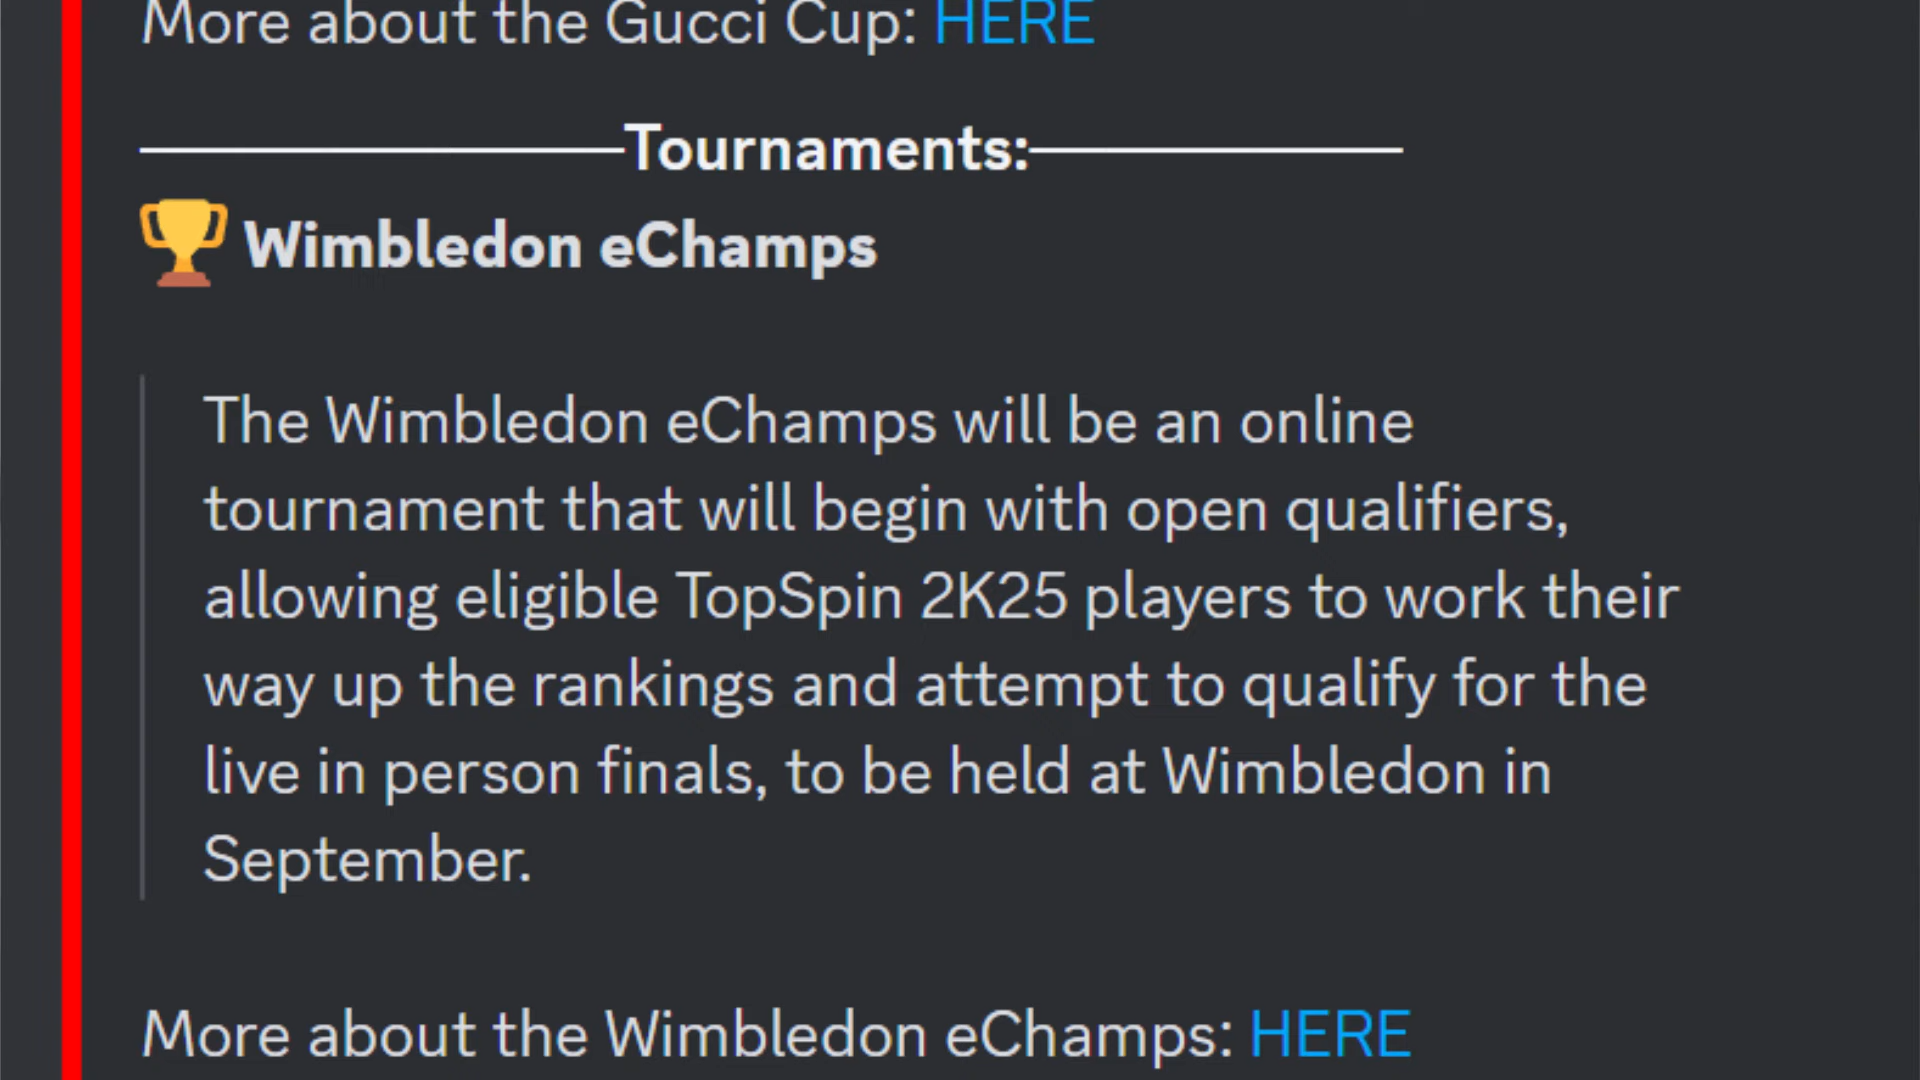 More about the Gucci Cup: HERE
Tournaments:
Wimbledon eChamps
The Wimbledon eChamps will be an online
tournament that will begin with open qualifiers,
allowing eligible TopSpin 2K25 players to work their
way up the rankings and attempt to qualify for the
live in person finals, to be held at Wimbledon in
September.
More about the Wimbledon eChamps: HERE